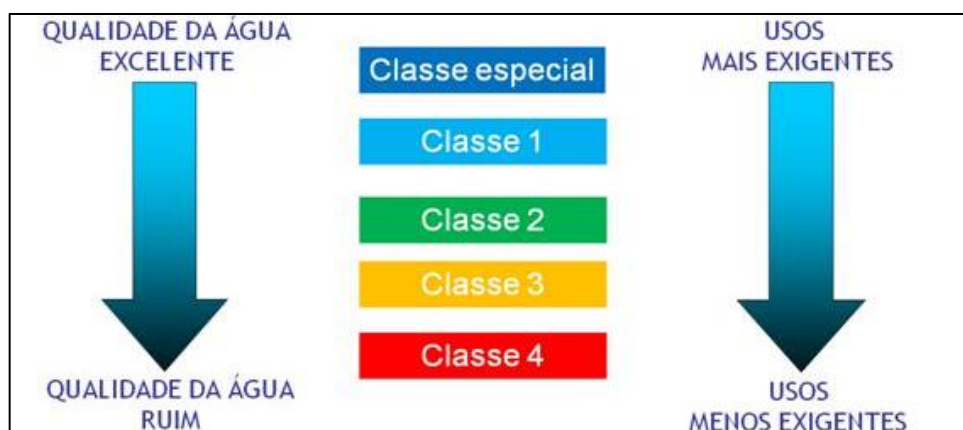 QUALIDADE DA ÁGUA
EXCELENTE
Classe especial
Classe 1
Classe 2
Classe 3
Classe 4
QUALIDADE DA ÁGUA
RUIM
USOS
MAIS EXIGENTES
USOS
MENOS EXIGENTES